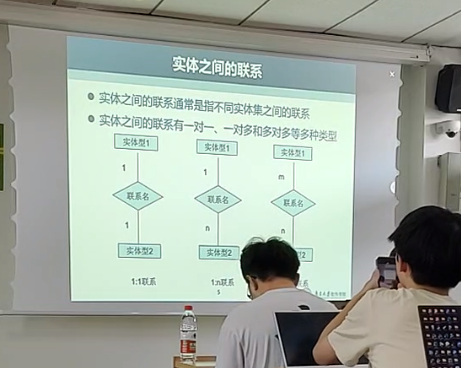 实体之间的联系
实体之间的联系通常是指不同实体集之间的联系
实体之间的联系有一对一、一对多和多对多等多种类型
实体型1 实体型1 实体型1
1 1 m
联系名 联系名 联系名
1 n n
实体型2 实体型2 型2
1:1联系 1:n联系 系
s